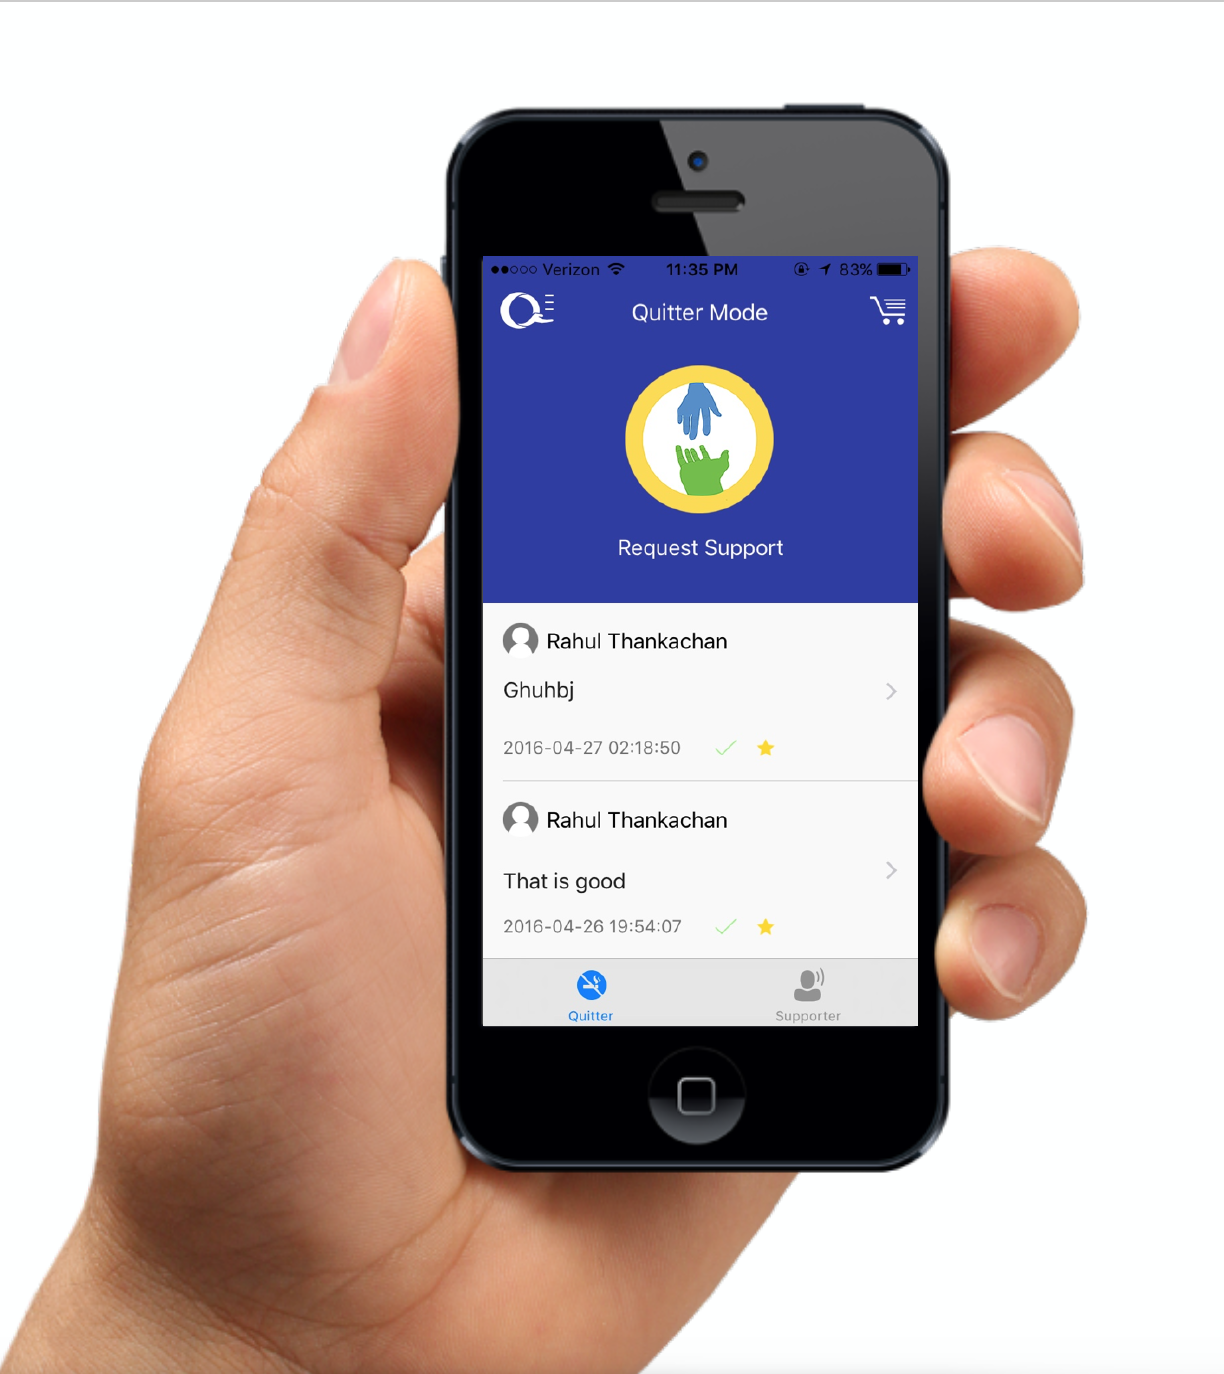 Verizon 11:35 PM 83%
Quitter Mode
Request Support
Rahul Thankachan
Ghuhbj
2016-04-27 02:18:50
Rahul Thankachan
That is good
2016-04-26 19:54:07
Quitter Supporter